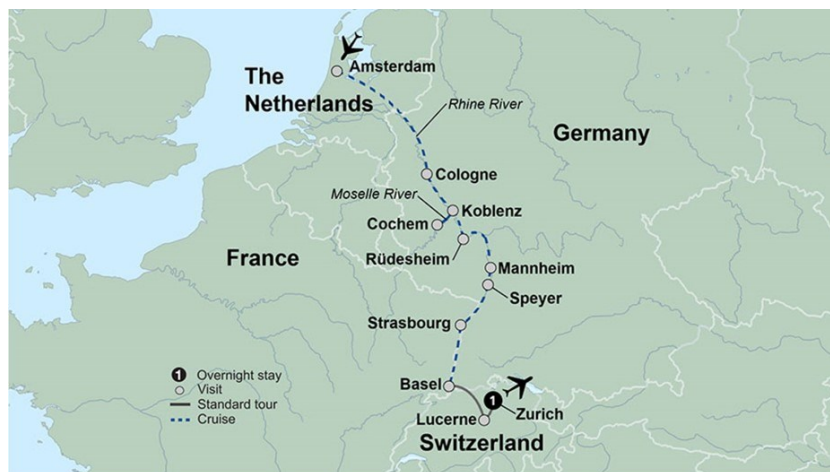 Amsterdam
The
Netherlands
Rhine River
Germany
Cologne
Moselle River
Koblenz
Cochem
France
Rüdesheim
Mannheim
Speyer
Strasbourg
1 Overnight stay
Visit
Standard tour
Cruise
Basel
1
Zurich
Lucerne
Switzerland